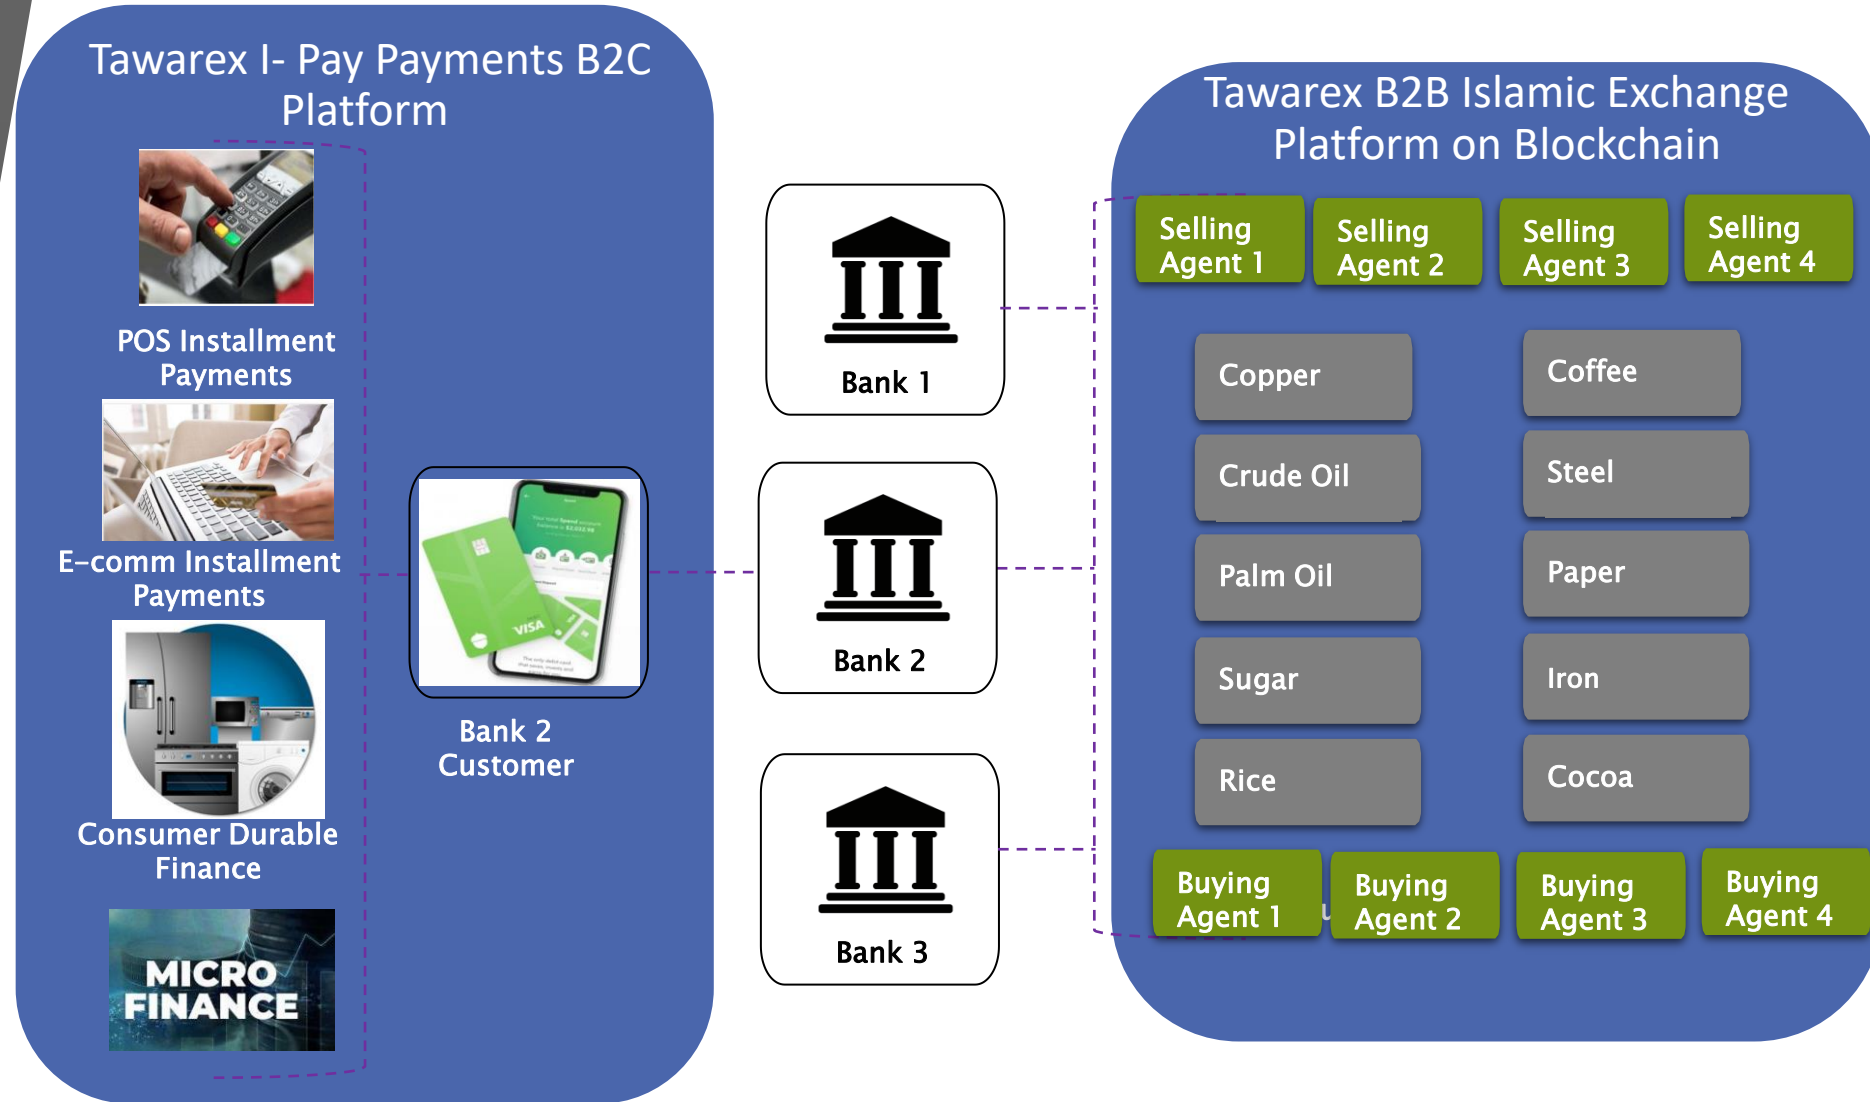 Tawarex I- Pay Payments B2C
Platform
POS Installment
Payments
E-comm Installment
Payments
Consumer Durable
Finance
MICRO
FINANCE
VISA
Bank 2
Customer
Bank 1
Bank 2
Bank 3
Tawarex B2B Islamic Exchange
Platform on Blockchain
Selling
Agent 1
Selling
Agent 2
Selling
Agent 3
Selling
Agent 4
Copper
Coffee
Crude Oil
Steel
Palm Oil
Paper
Sugar
Iron
Rice
Cocoa
Buying
Agent 1
Buying
Agent 2
Buying
Agent 3
Buying
Agent 4